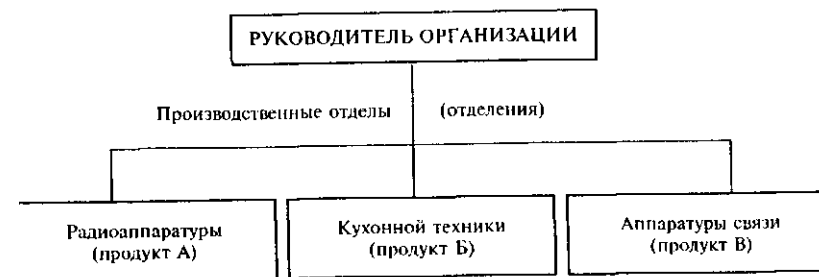 РУКОВОДИТЕЛЬ ОРГАНИЗАЦИИ
Производственные отделы (отделения)
Радиоаппаратуры
(продукт А)
Кухонной техники
(продукт Б)
Аппаратуры связи
(продукт В)